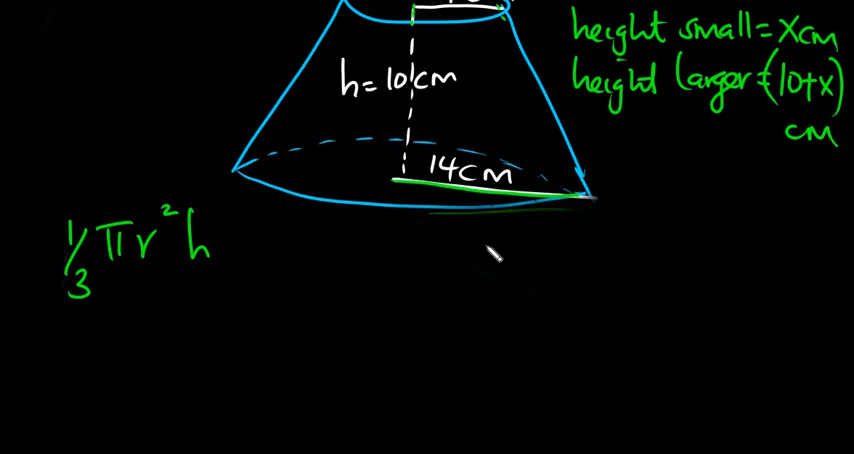 height small = xcm
height larger = (10+x)
cm
h = 10cm
14cm
1/3 πr²h